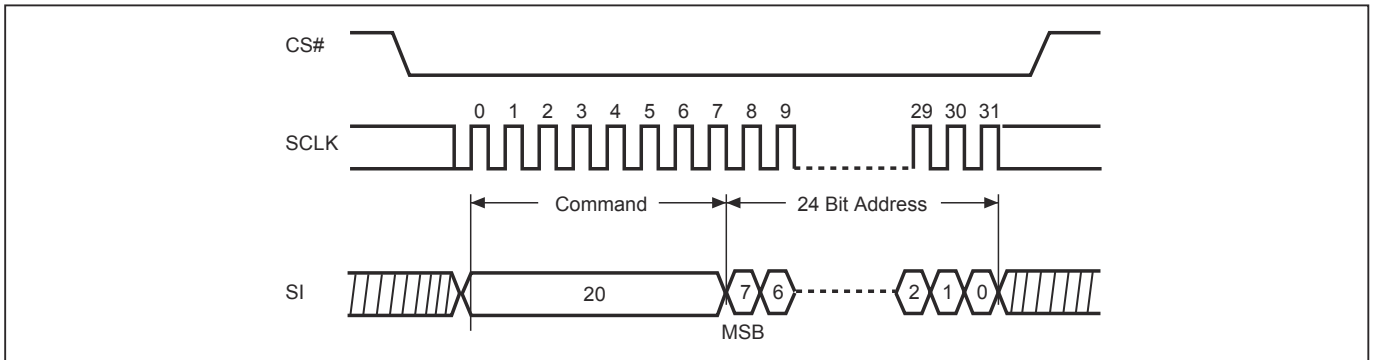 CS#
0 1 2 3 4 5 6 7 8 9 29 30 31
SCLK
Command 24 Bit Address
SI 20 7 6 2 1 0
MSB